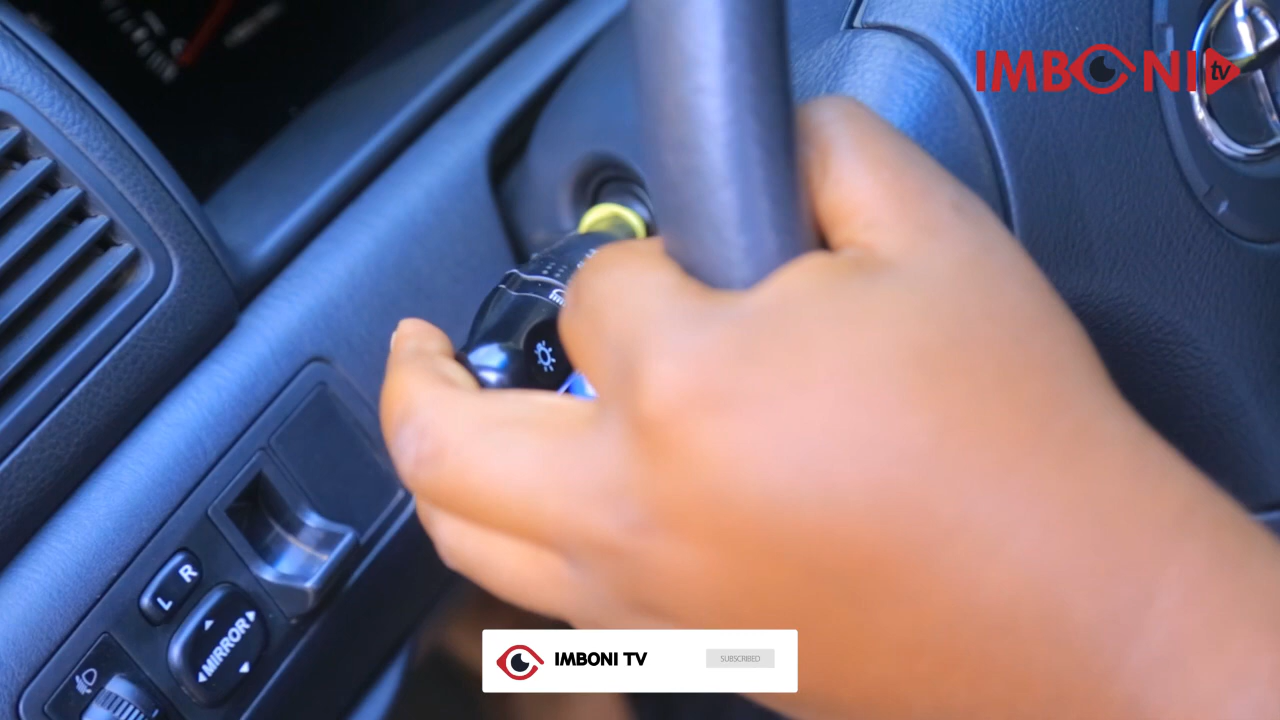 IMBONI tv
L R
MIRROR
IMBONI TV
SUBSCRIBED